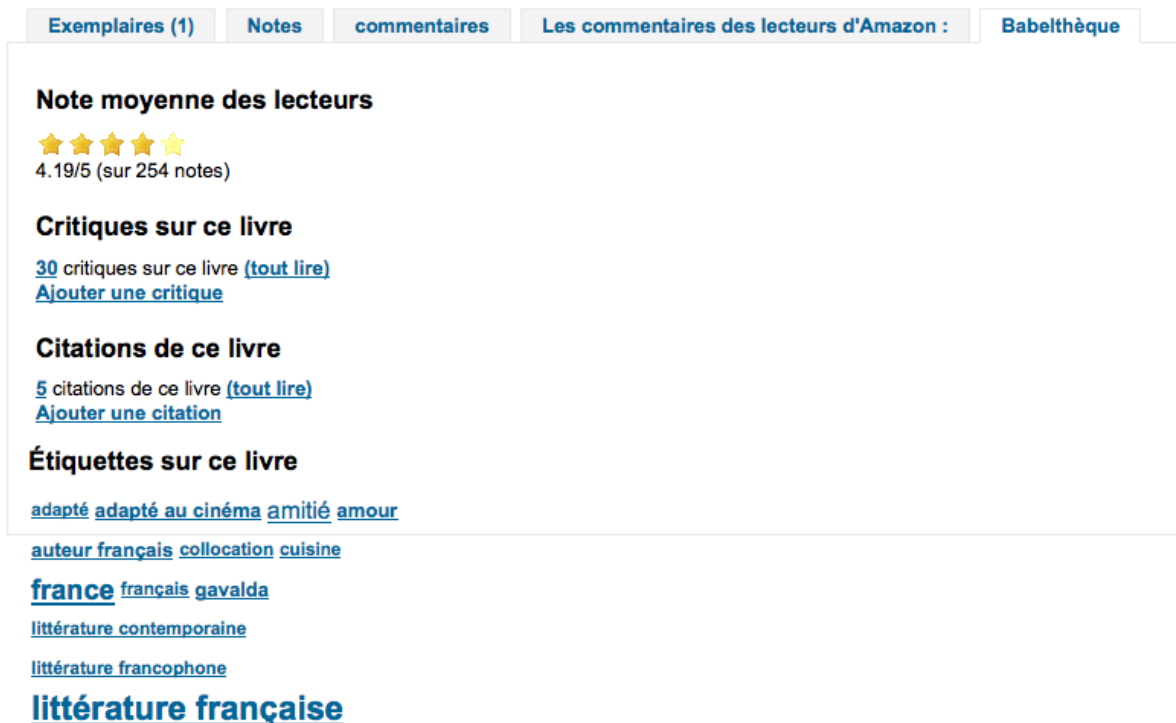 Exemplaires (1) Notes commentaires Les commentaires des lecteurs d'Amazon : Babelthèque
Note moyenne des lecteurs
4.19/5 (sur 254 notes)
Critiques sur ce livre
30 critiques sur ce livre (tout lire)
Ajouter une critique
Citations de ce livre
5 citations de ce livre (tout lire)
Ajouter une citation
Étiquettes sur ce livre
adapté adapté au cinéma amitié amour
auteur français collocation cuisine
france français gavalda
littérature contemporaine
littérature francophone
littérature française